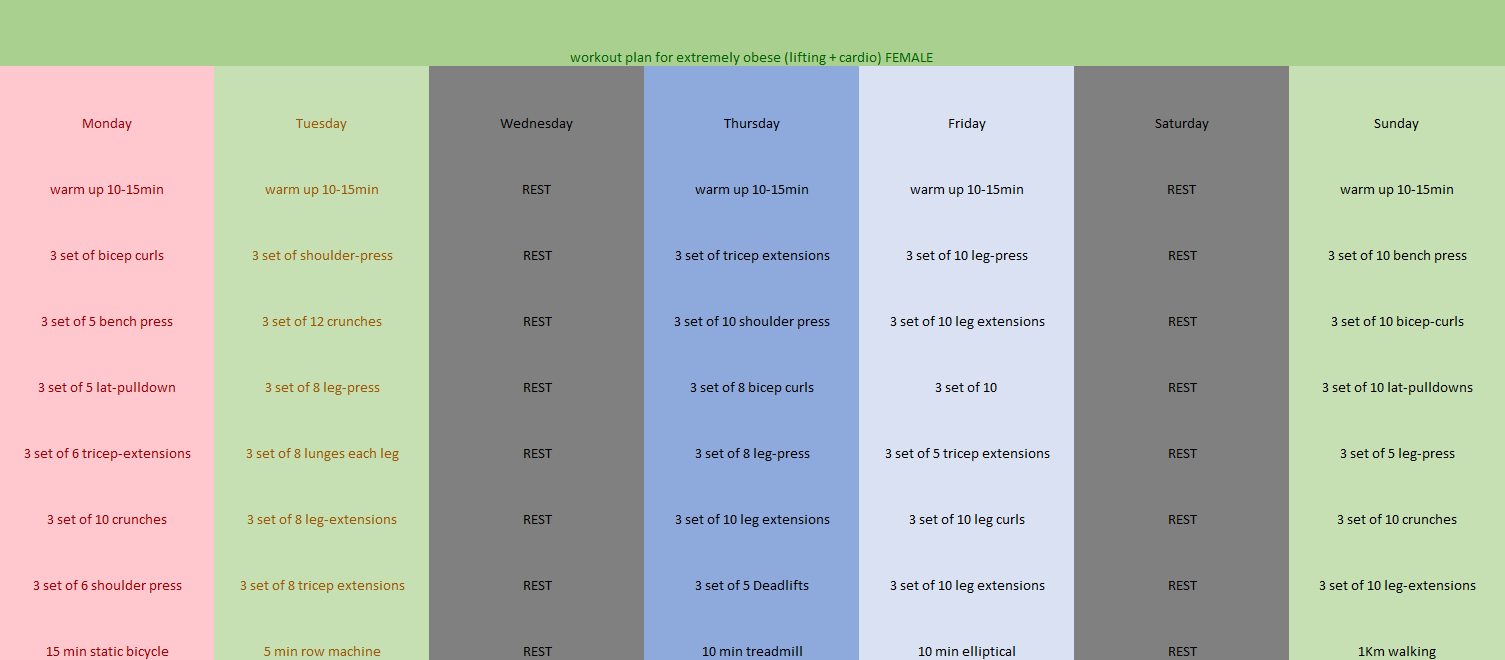 workout plan for extremely obese (lifting + cardio) FEMALE
Monday Tuesday Wednesday Thursday Friday Saturday Sunday
warm up 10-15min warm up 10-15min REST warm up 10-15min warm up 10-15min REST warm up 10-15min
3 set of bicep curls 3 set of shoulder-press REST 3 set of tricep extensions 3 set of 10 leg-press REST 3 set of 10 bench press
3 set of 5 bench press 3 set of 12 crunches REST 3 set of 10 shoulder press 3 set of 10 leg extensions REST 3 set of 10 bicep-curls
3 set of 5 lat-pulldown 3 set of 8 leg-press REST 3 set of 8 bicep curls 3 set of 10 REST 3 set of 10 lat-pulldowns
3 set of 6 tricep-extensions 3 set of 8 lunges each leg REST 3 set of 8 leg-press 3 set of 5 tricep extensions REST 3 set of 5 leg-press
3 set of 10 crunches 3 set of 8 leg-extensions REST 3 set of 10 leg extensions 3 set of 10 leg curls REST 3 set of 10 crunches
3 set of 6 shoulder press 3 set of 8 tricep extensions REST 3 set of 5 Deadlifts 3 set of 10 leg extensions REST 3 set of 10 leg-extensions
15 min static bicycle 5 min row machine REST 10 min treadmill 10 min elliptical REST 1Km walking